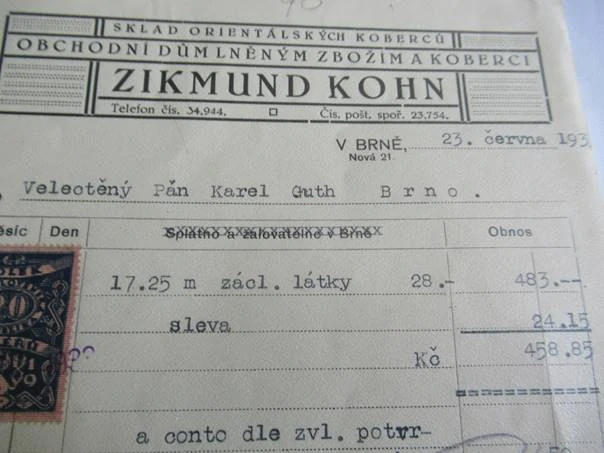 SKLAD ORIENTÁLSKÝCH KOBERCŮ
OBCHODNÍ DŮM LNĚNÝM ZBOŽÍM A KOBERCI
ZIKMUND KOHN
Telefon čís. 34,944. Čís. pošt. spoř. 23,754.
V BRNĚ, 23. června 193
Nová 21.
Velectěný Pán Karel Guth Brno.
ěsíc Den Splatno a žalovatelno v Brně Obnos
17.25 m zácl. látky 28.- 483.--
sleva 24.15
Kč 458.85
a conto dle zvl. potvr-